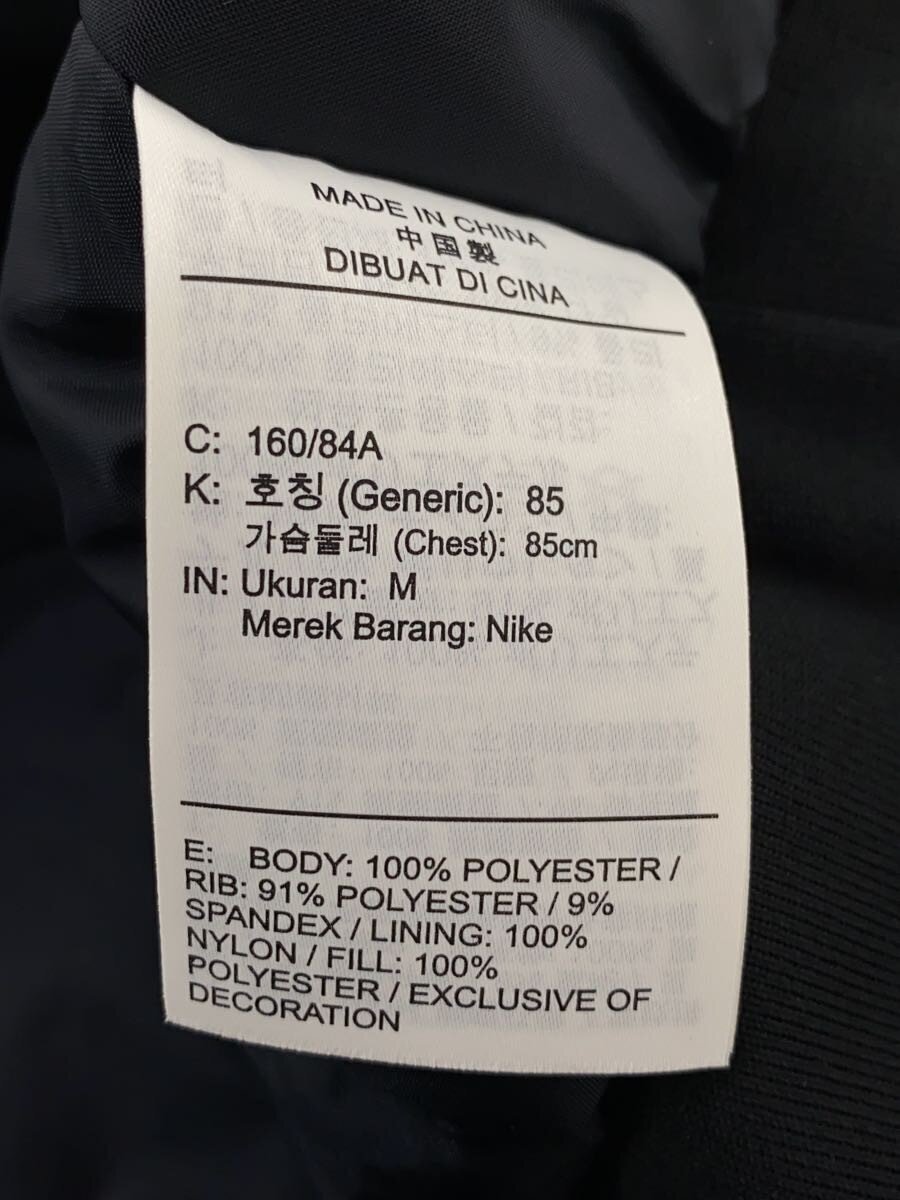 MADE IN CHINA
中国製
DIBUAT DI CINA
C: 160/84A
K: 호칭 (Generic): 85
가슴둘레 (Chest): 85cm
IN: Ukuran: M
Merek Barang: Nike
E: BODY: 100% POLYESTER /
RIB: 91% POLYESTER / 9%
SPANDEX / LINING: 100%
NYLON / FILL: 100%
POLYESTER / EXCLUSIVE OF
DECORATION